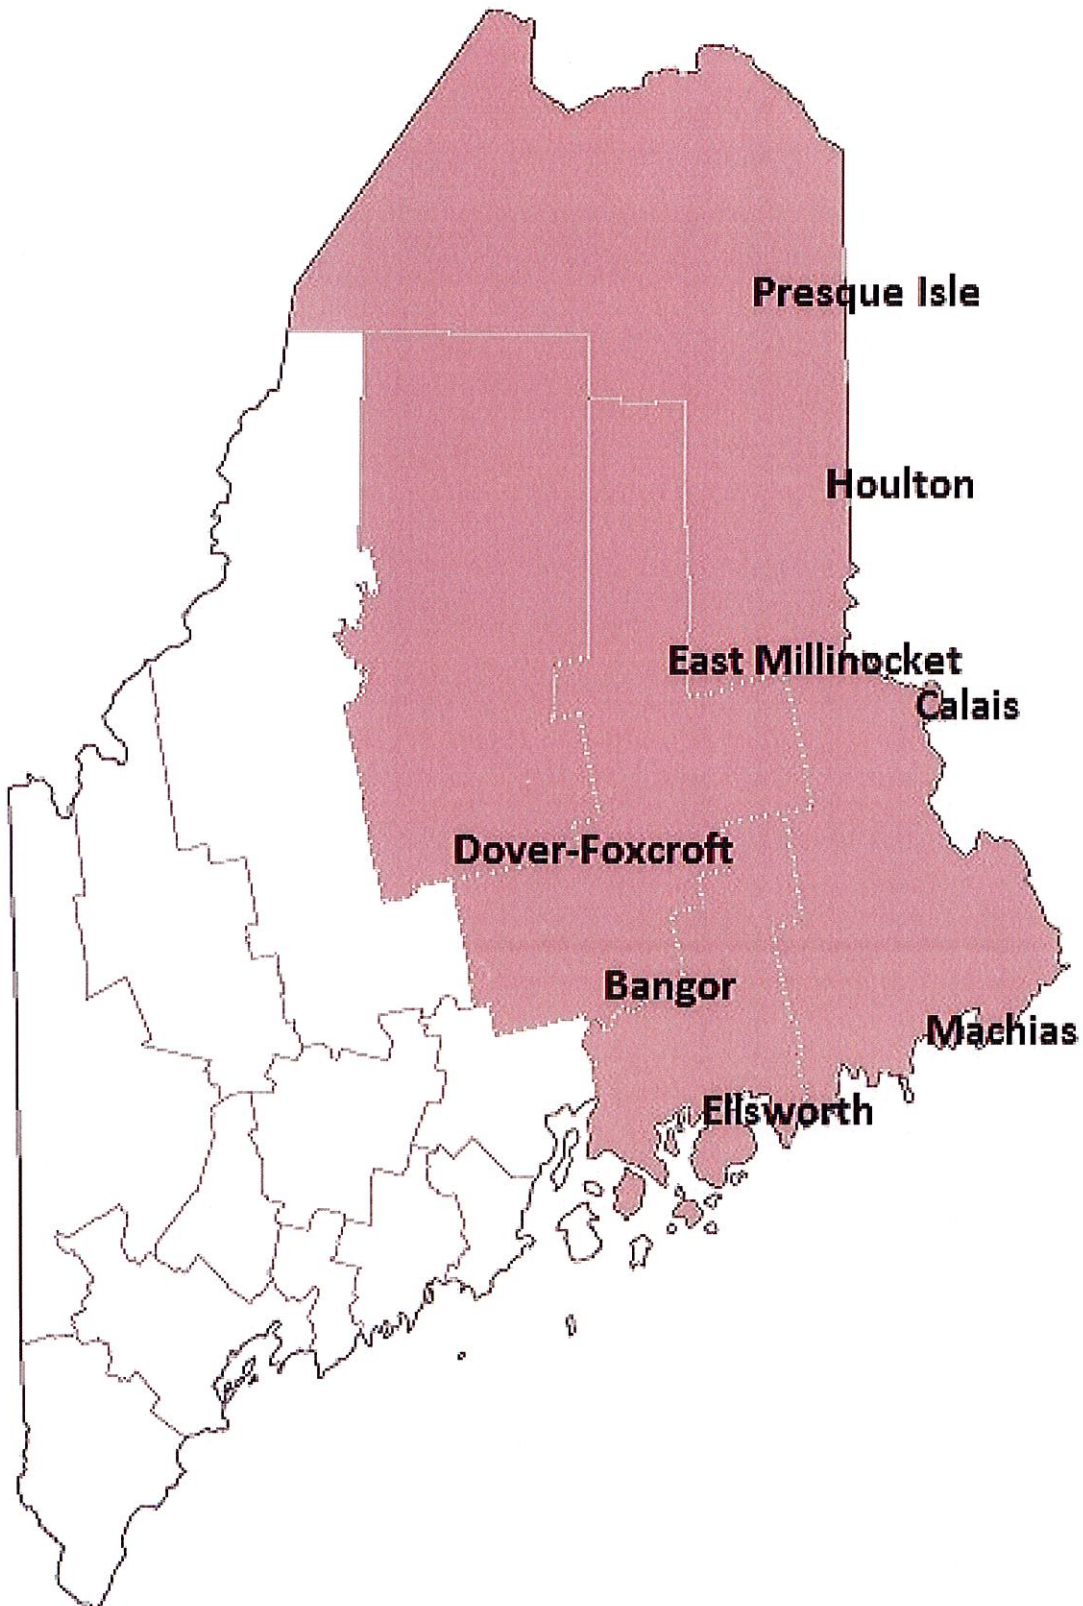 Presque Isle
Houlton
East Millinocket
Calais
Dover-Foxcroft
Bangor
Machias
Ellsworth